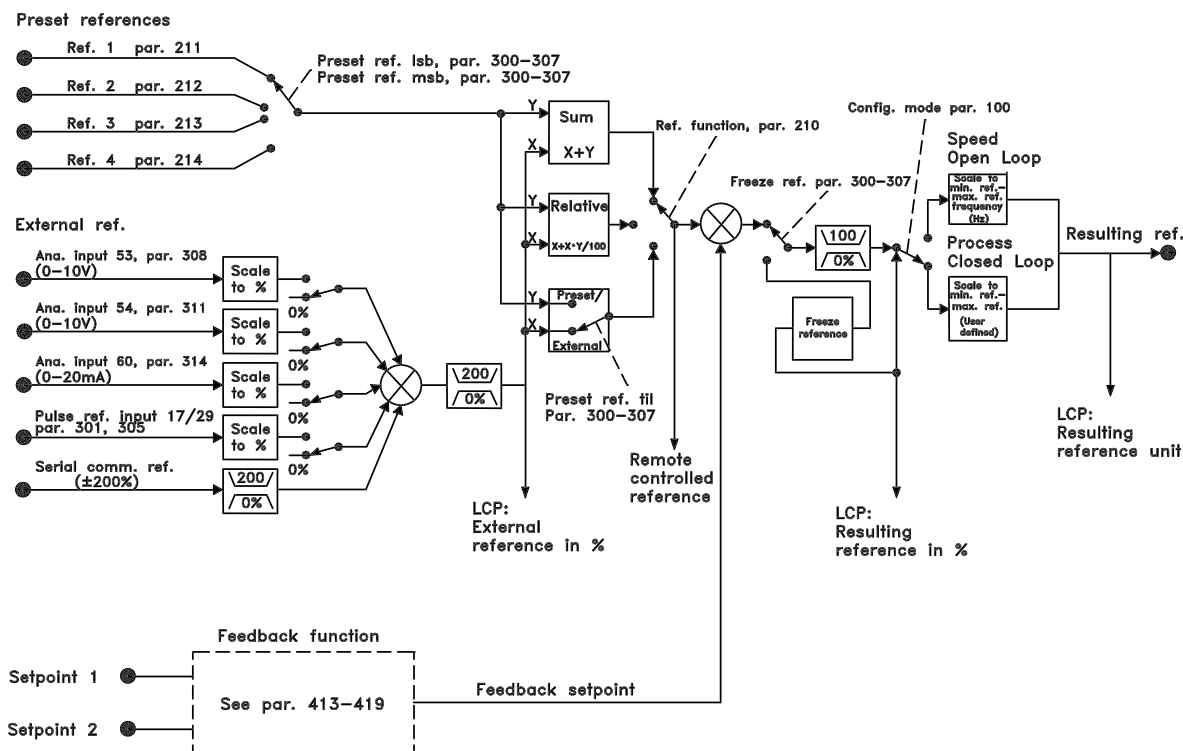 Preset references
Ref. 1 par. 211
Ref. 2 par. 212
Ref. 3 par. 213
Ref. 4 par. 214
Preset ref. lsb, par. 300-307
Preset ref. msb, par. 300-307
Y
Sum
X
X+Y
Y
Relative
X
X+X*Y/100
Y
Preset/
X
External
Preset ref. til
Par. 300-307
Ref. function, par. 210
Freeze ref. par. 300-307
Config. mode par. 100
100
0%
Freeze
reference
Speed
Open Loop
Scale to
min. ref.-
max. ref.
frequency
(Hz)
Process
Closed Loop
Scale to
min. ref.-
max. ref.
(User
defined)
Resulting ref.
LCP:
Resulting
reference unit
External ref.
Ana. input 53, par. 308
(0-10V)
Scale
to %
0%
Ana. input 54, par. 311
(0-10V)
Scale
to %
0%
Ana. input 60, par. 314
(0-20mA)
Scale
to %
0%
Pulse ref. input 17/29
par. 301, 305
Scale
to %
0%
Serial comm. ref.
(±200%)
200
0%
200
0%
LCP:
External
reference in %
Remote
controlled
reference
LCP:
Resulting
reference in %
Feedback function
Setpoint 1
See par. 413-419
Feedback setpoint
Setpoint 2